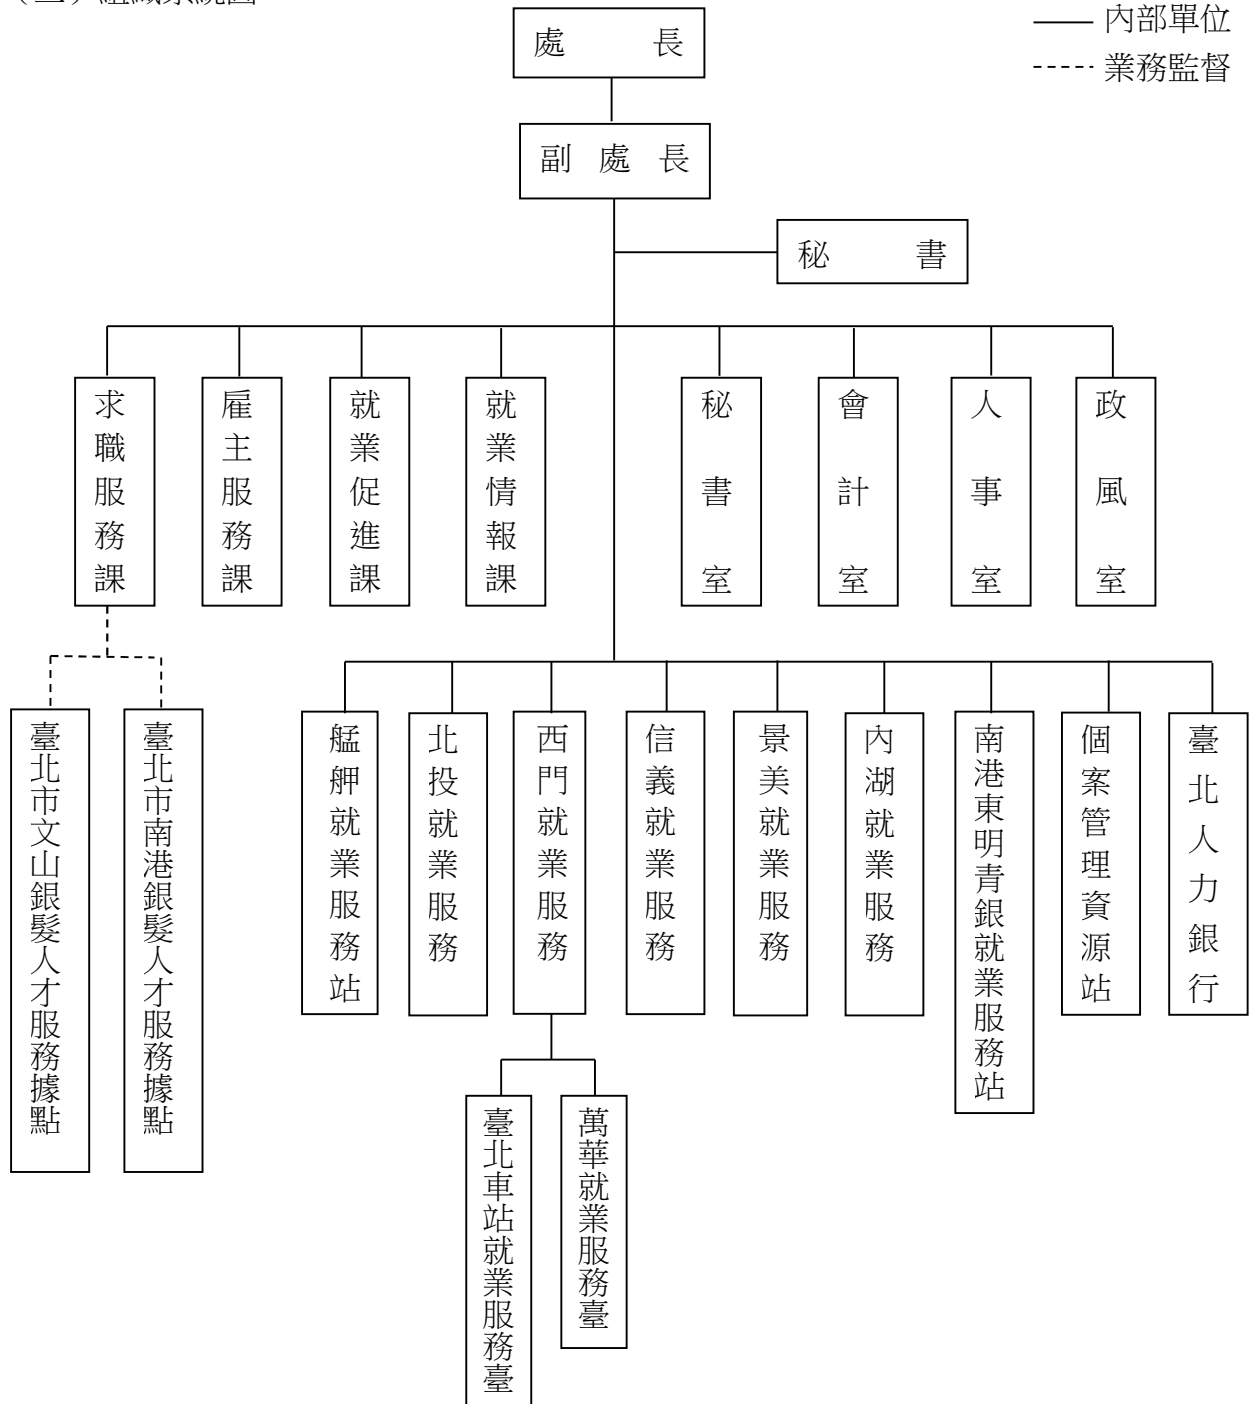 組織系統圖
內部單位
業務監督
處長
副處長
秘書
求職服務課
雇主服務課
就業促進課
就業情報課
秘書室
會計室
人事室
政風室
臺北市文山銀髮人才服務據點
臺北市南港銀髮人才服務據點
艋舺就業服務站
北投就業服務
西門就業服務
信義就業服務
景美就業服務
內湖就業服務
南港東明青銀就業服務站
個案管理資源站
臺北人力銀行
臺北車站就業服務臺
萬華就業服務臺